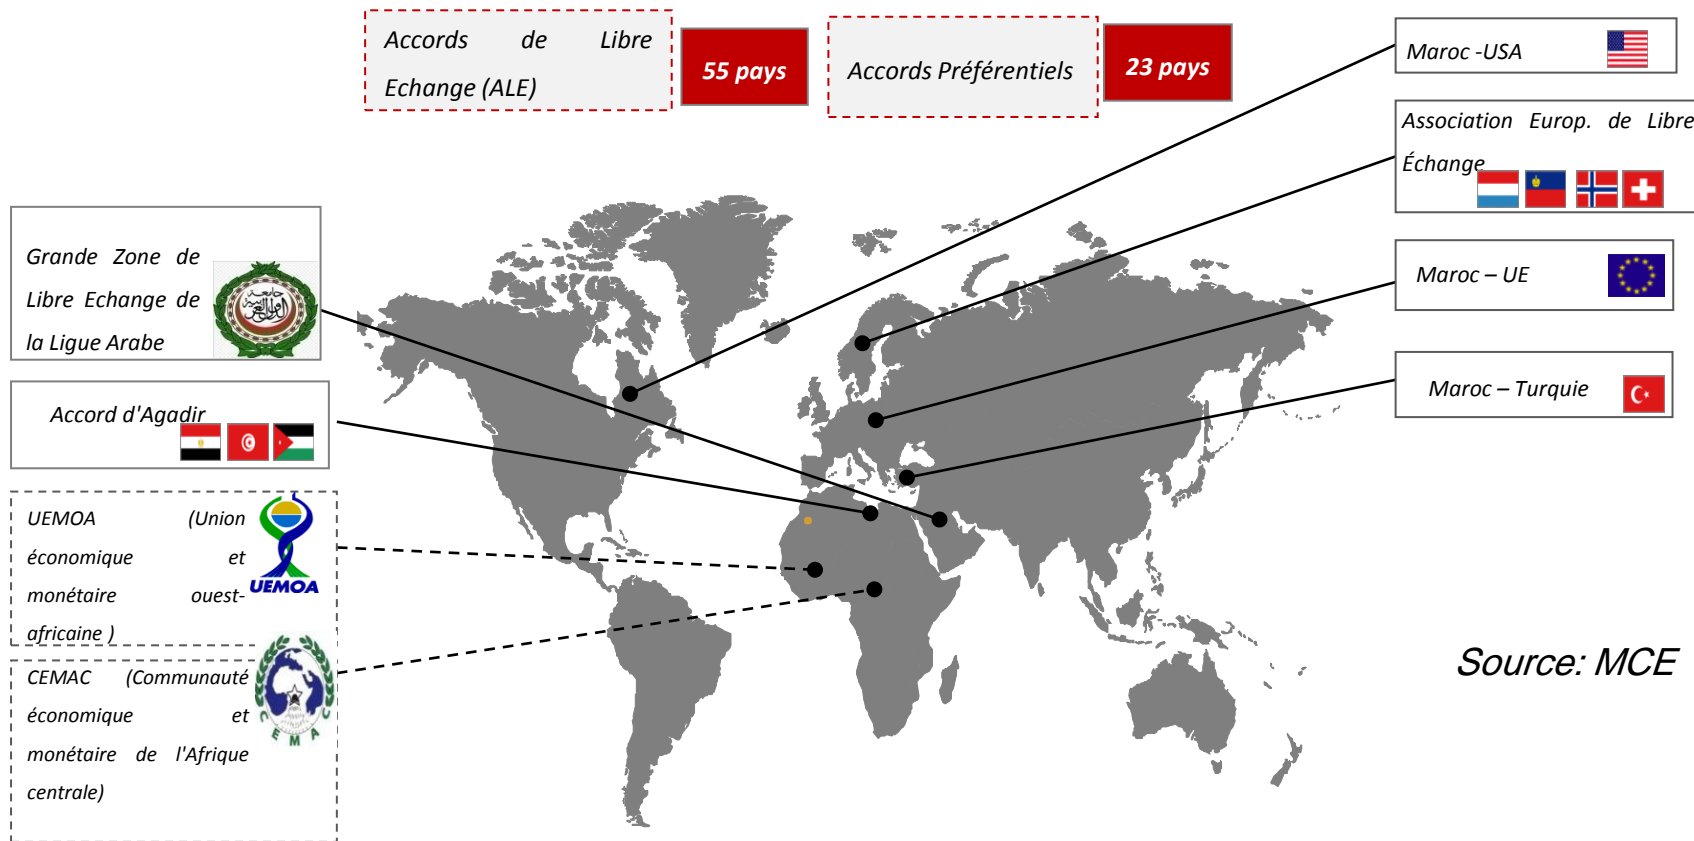 Accords de Libre
Echange (ALE)
55 pays
Accords Préférentiels
23 pays
Maroc -USA
Association Europ. de Libre
Échange
Maroc – UE
Maroc – Turquie
Grande Zone de
Libre Echange de
la Ligue Arabe
Accord d'Agadir
UEMOA (Union
économique et
monétaire ouest-
africaine )
UEMOA
CEMAC (Communauté
économique et
monétaire de l'Afrique
centrale)
CEMAC
Source: MCE